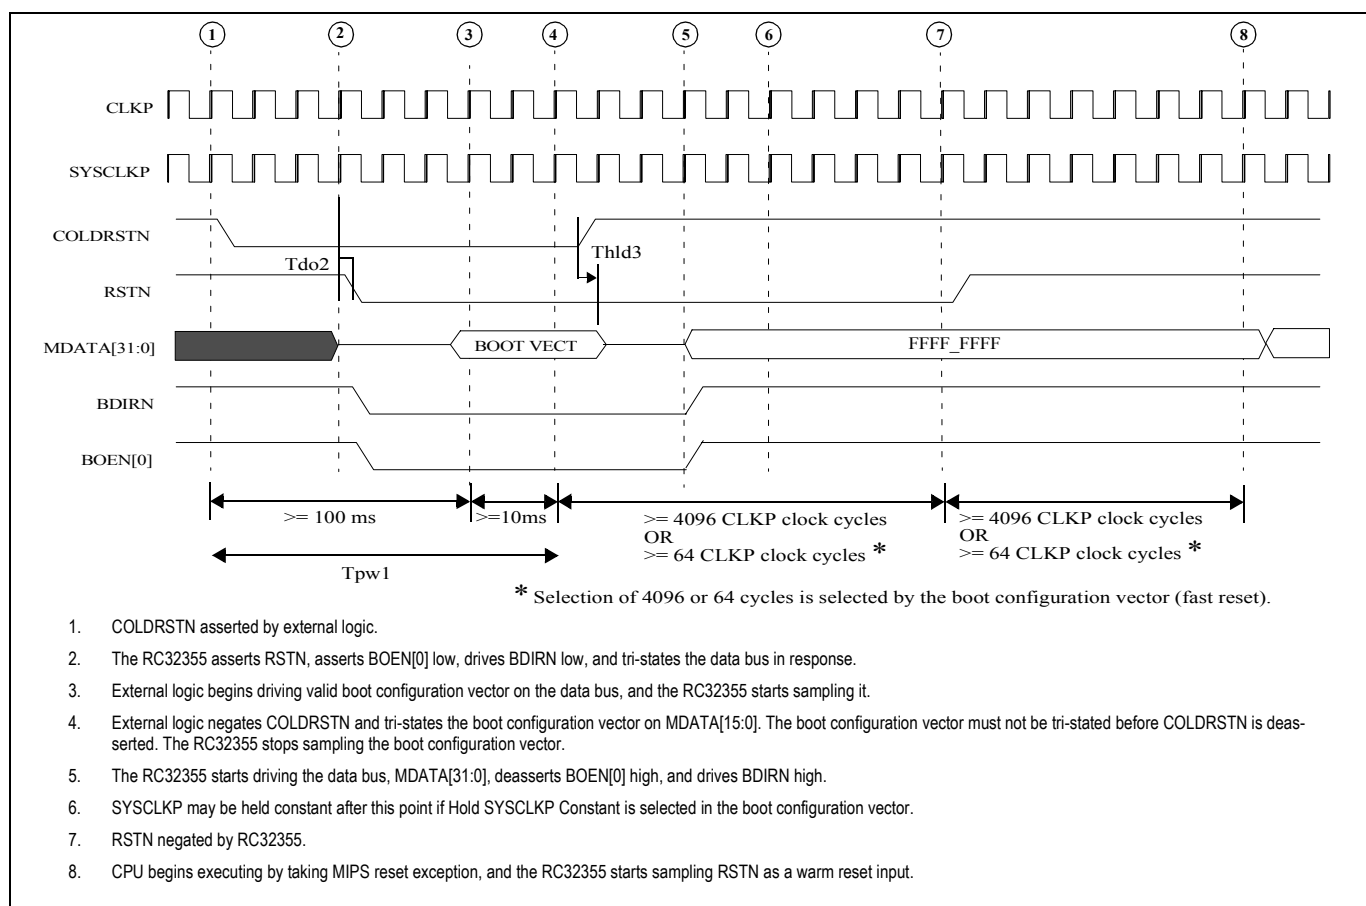 1 2 3 4 5 6 7 8
CLKP
SYSCLKP
COLDRSTN
Thld3
Tdo2
RSTN
MDATA[31:0]
BOOT VECT
FFFF_FFFF
BDIRN
BOEN[0]
>= 100 ms
>=10ms
>= 4096 CLKP clock cycles
OR
>= 64 CLKP clock cycles *
>= 4096 CLKP clock cycles
OR
>= 64 CLKP clock cycles *
Tpw1
* Selection of 4096 or 64 cycles is selected by the boot configuration vector (fast reset).
1. COLDRSTN asserted by external logic.
2. The RC32355 asserts RSTN, asserts BOEN[0] low, drives BDIRN low, and tri-states the data bus in response.
3. External logic begins driving valid boot configuration vector on the data bus, and the RC32355 starts sampling it.
4. External logic negates COLDRSTN and tri-states the boot configuration vector on MDATA[15:0]. The boot configuration vector must not be tri-stated before COLDRSTN is deas-
serted. The RC32355 stops sampling the boot configuration vector.
5. The RC32355 starts driving the data bus, MDATA[31:0], deasserts BOEN[0] high, and drives BDIRN high.
6. SYSCLKP may be held constant after this point if Hold SYSCLKP Constant is selected in the boot configuration vector.
7. RSTN negated by RC32355.
8. CPU begins executing by taking MIPS reset exception, and the RC32355 starts sampling RSTN as a warm reset input.